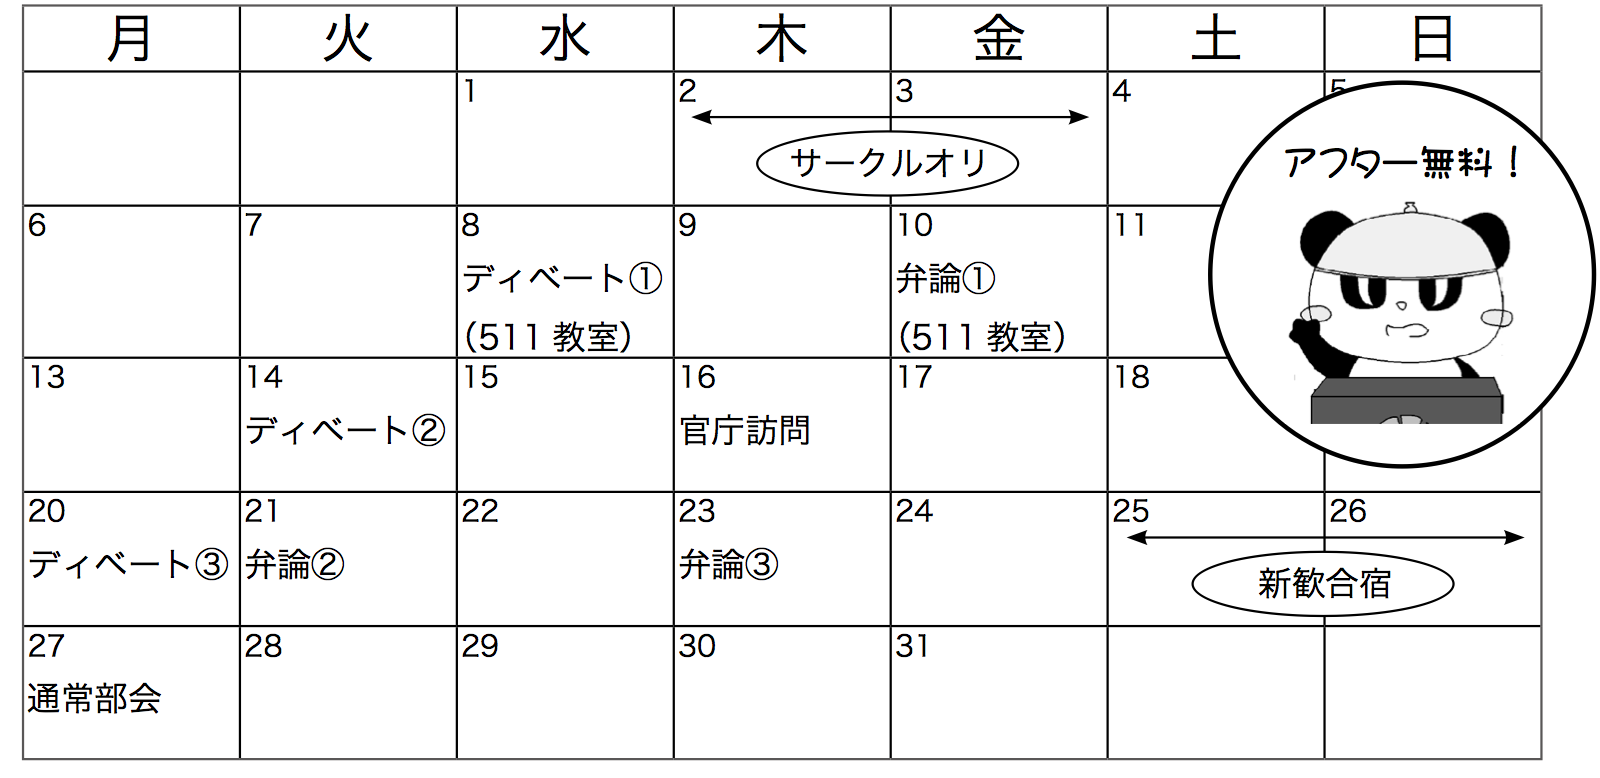 月 火 水 木 金 土 日
1 2 3 4 5
サークルオリ
アフター無料！
6 7 8 9 10 11
ディベート① 弁論①
（511 教室） （511 教室）
13 14 15 16 17 18
ディベート② 官庁訪問
20 21 22 23 24 25 26
ディベート③ 弁論② 弁論③
新歓合宿
27 28 29 30 31
通常部会